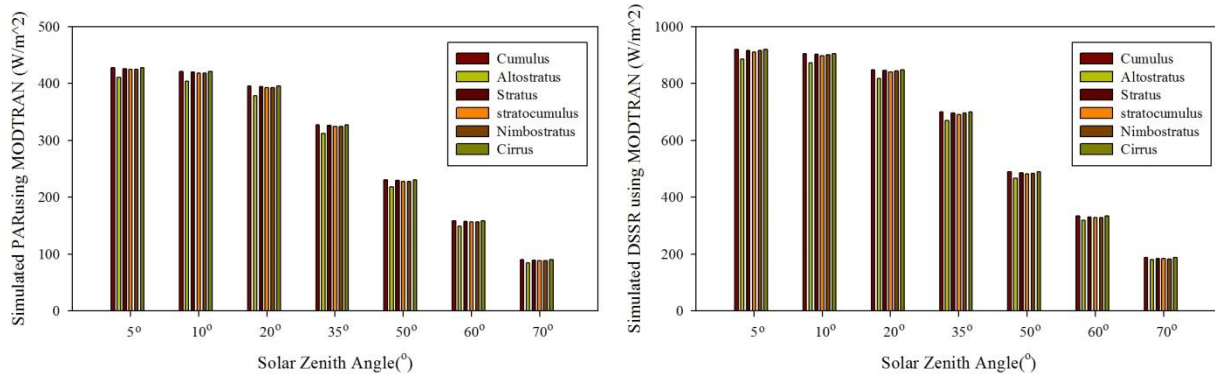 Simulated PARusing MODTRAN (W/m^2)
500
400
300
200
100
0
Cumulus
Altostratus
Stratus
stratocumulus
Nimbostratus
Cirrus
5° 10° 20° 35° 50° 60° 70°
Solar Zenith Angle(°)
Simulated DSSR using MODTRAN (W/m^2)
1000
800
600
400
200
0
Cumulus
Altostratus
Stratus
stratocumulus
Nimbostratus
Cirrus
5° 10° 20° 35° 50° 60° 70°
Solar Zenith Angle(°)